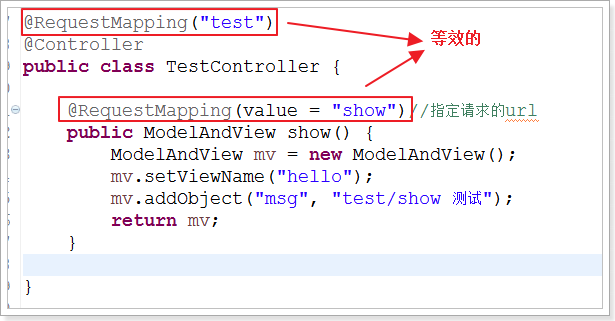 @RequestMapping("test")
等效的
@Controller
public class TestController {
@RequestMapping(value = "show")//指定请求的url
public ModelAndView show() {
ModelAndView mv = new ModelAndView();
mv.setViewName("hello");
mv.addObject("msg", "test/show 测试");
return mv;
}
}